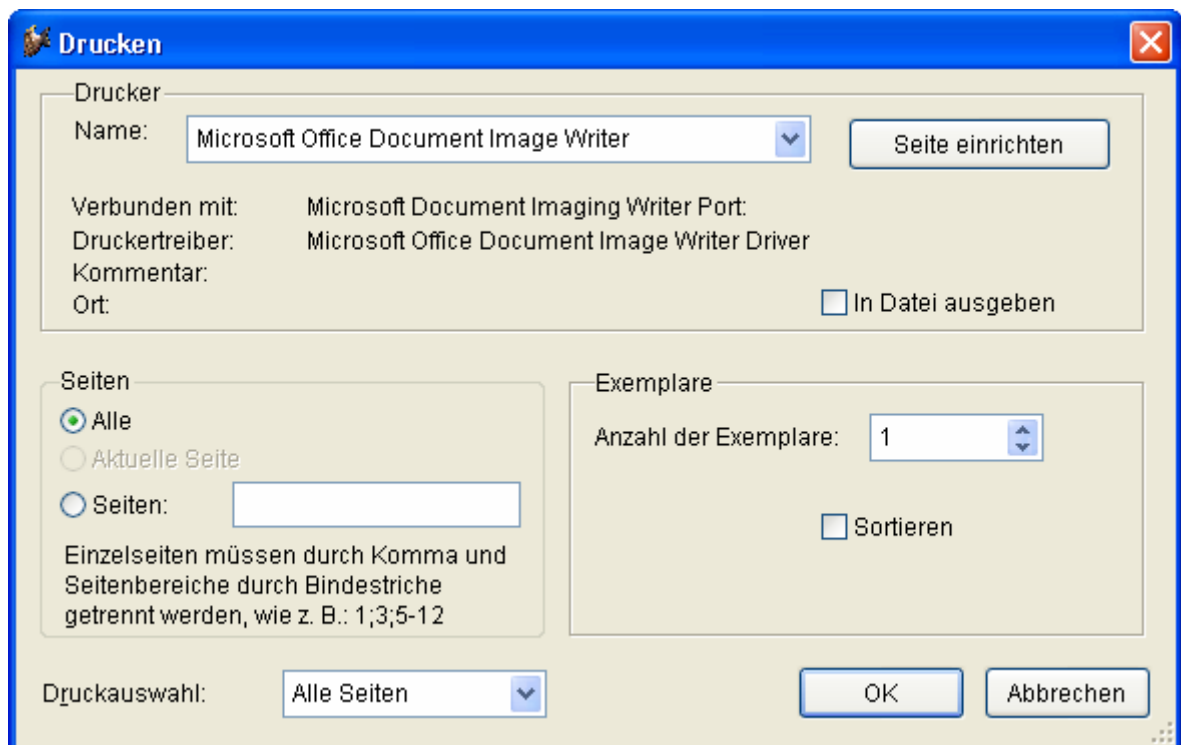 Drucken
Drucker
Name: Microsoft Office Document Image Writer Seite einrichten
Verbunden mit: Microsoft Document Imaging Writer Port:
Druckertreiber: Microsoft Office Document Image Writer Driver
Kommentar:
Ort: In Datei ausgeben
Seiten
Alle
Aktuelle Seite
Seiten:
Einzelseiten müssen durch Komma und
Seitenbereiche durch Bindestriche
getrennt werden, wie z. B.: 1;3;5-12
Exemplare
Anzahl der Exemplare: 1
Sortieren
Druckauswahl: Alle Seiten OK Abbrechen